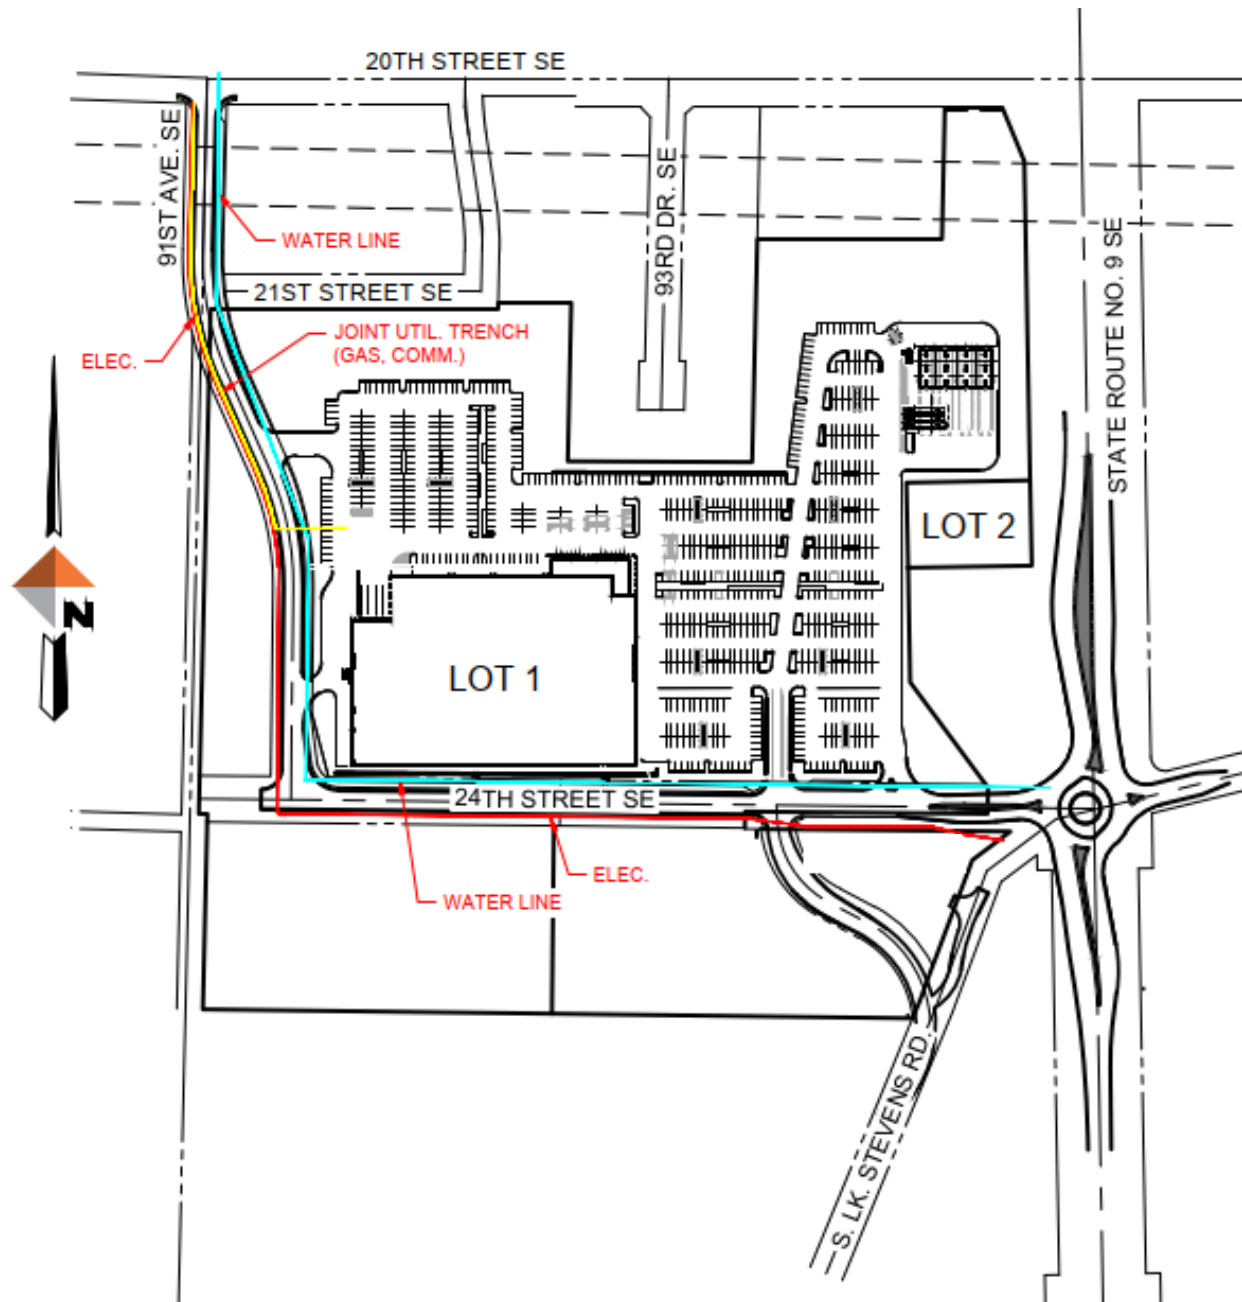 20TH STREET SE
91ST AVE. SE
93RD DR. SE
WATER LINE
STATE ROUTE NO. 9 SE
21ST STREET SE
JOINT UTIL. TRENCH
(GAS, COMM.)
ELEC.
LOT 2
N
LOT 1
24TH STREET SE
ELEC.
WATER LINE
S. LK. STEVENS RD.